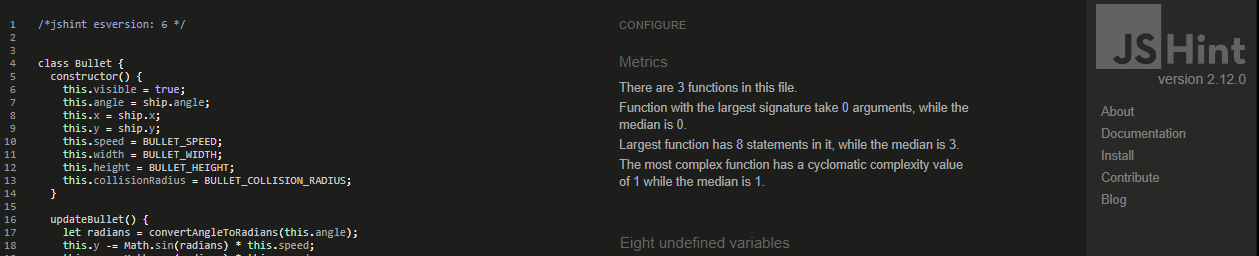 1 /*jshint esversion: 6 */
2
3
4 class Bullet {
5 constructor() {
6 this.visible = true;
7 this.angle = ship.angle;
8 this.x = ship.x;
9 this.y = ship.y;
10 this.speed = BULLET_SPEED;
11 this.width = BULLET_WIDTH;
12 this.height = BULLET_HEIGHT;
13 this.collisionRadius = BULLET_COLLISION_RADIUS;
14 }
15
16 updateBullet() {
17 let radians = convertAngleToRadians(this.angle);
18 this.y -= Math.sin(radians) * this.speed;
CONFIGURE
Metrics
There are 3 functions in this file.
Function with the largest signature take 0 arguments, while the
median is 0.
Largest function has 8 statements in it, while the median is 3.
The most complex function has a cyclomatic complexity value
of 1 while the median is 1.
Eight undefined variables
JSHint
version 2.12.0
About
Documentation
Install
Contribute
Blog